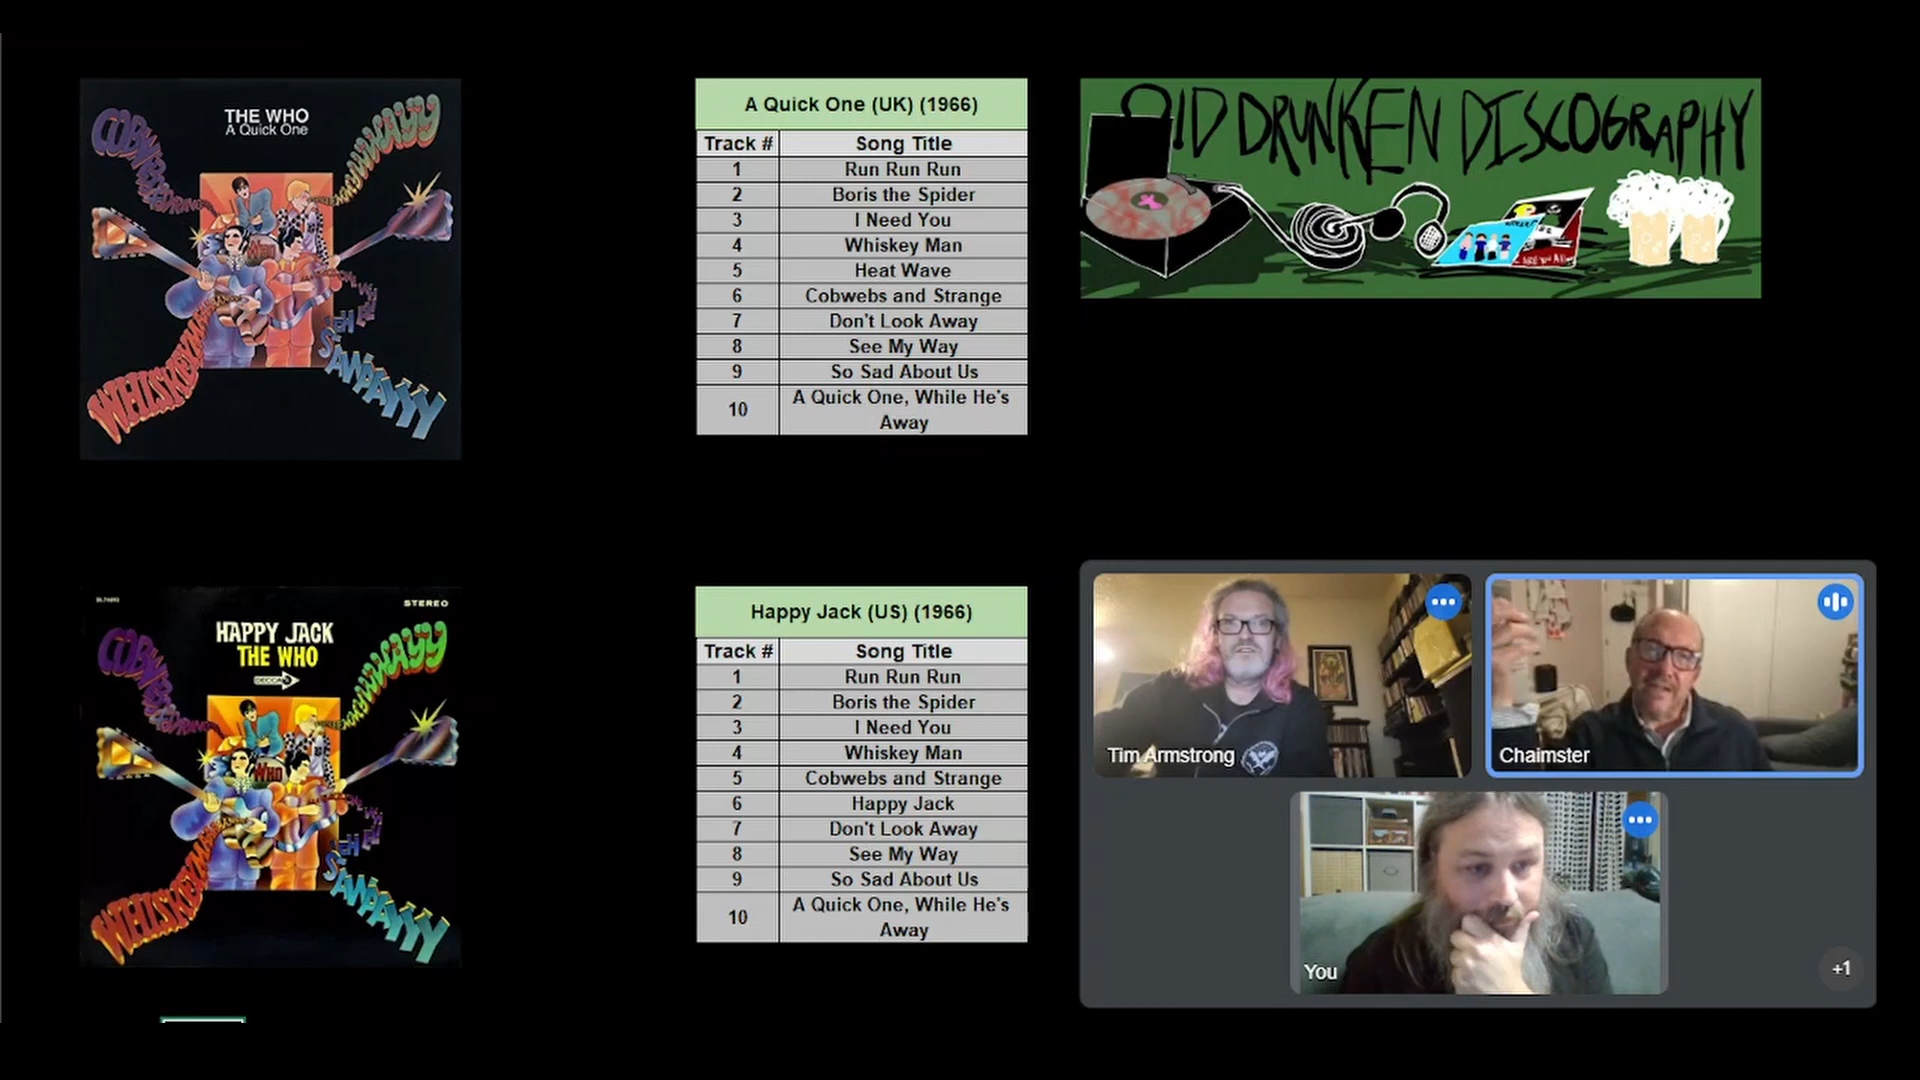 THE WHO
A Quick One
WHISKEY
A Quick One (UK) (1966)
Track # Song Title
1 Run Run Run
2 Boris the Spider
3 I Need You
4 Whiskey Man
5 Heat Wave
6 Cobwebs and Strange
7 Don't Look Away
8 See My Way
9 So Sad About Us
10 A Quick One, While He's
Away
DRUNKEN DISCOGRAPHY
STEREO
HAPPY JACK
THE WHO
DECCA
WHO
WHISKEY
Happy Jack (US) (1966)
Track # Song Title
1 Run Run Run
2 Boris the Spider
3 I Need You
4 Whiskey Man
5 Cobwebs and Strange
6 Happy Jack
7 Don't Look Away
8 See My Way
9 So Sad About Us
10 A Quick One, While He's
Away
Tim Armstrong
Chaimster
You
+1